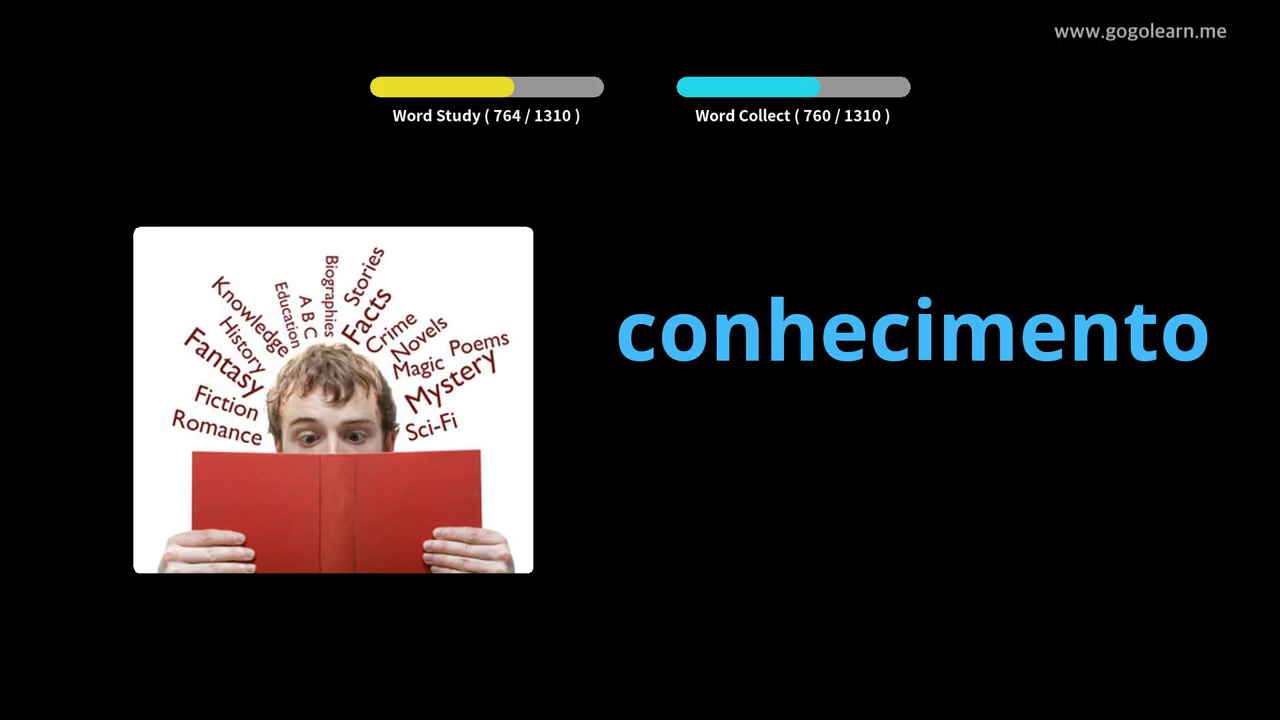 www.gogolearn.me
Word Study ( 764 / 1310 )
Word Collect ( 760 / 1310 )
conhecimento
Romance
Fiction
Fantasy
History
Knowledge
Education
A B C
Biographies
Stories
Facts
Crime
Novels
Magic
Poems
Mystery
Sci-Fi